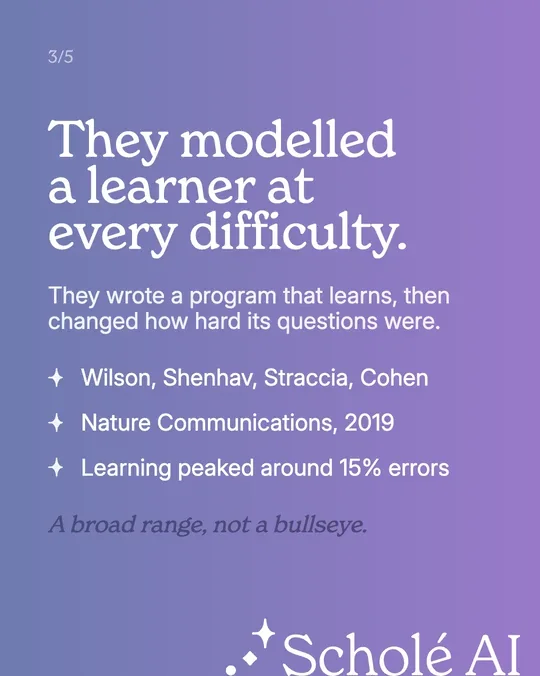 3/5
They modelled
a learner at
every difficulty.
They wrote a program that learns, then
changed how hard its questions were.
Wilson, Shenhav, Straccia, Cohen
Nature Communications, 2019
Learning peaked around 15% errors
A broad range, not a bullseye.
Scholé AI